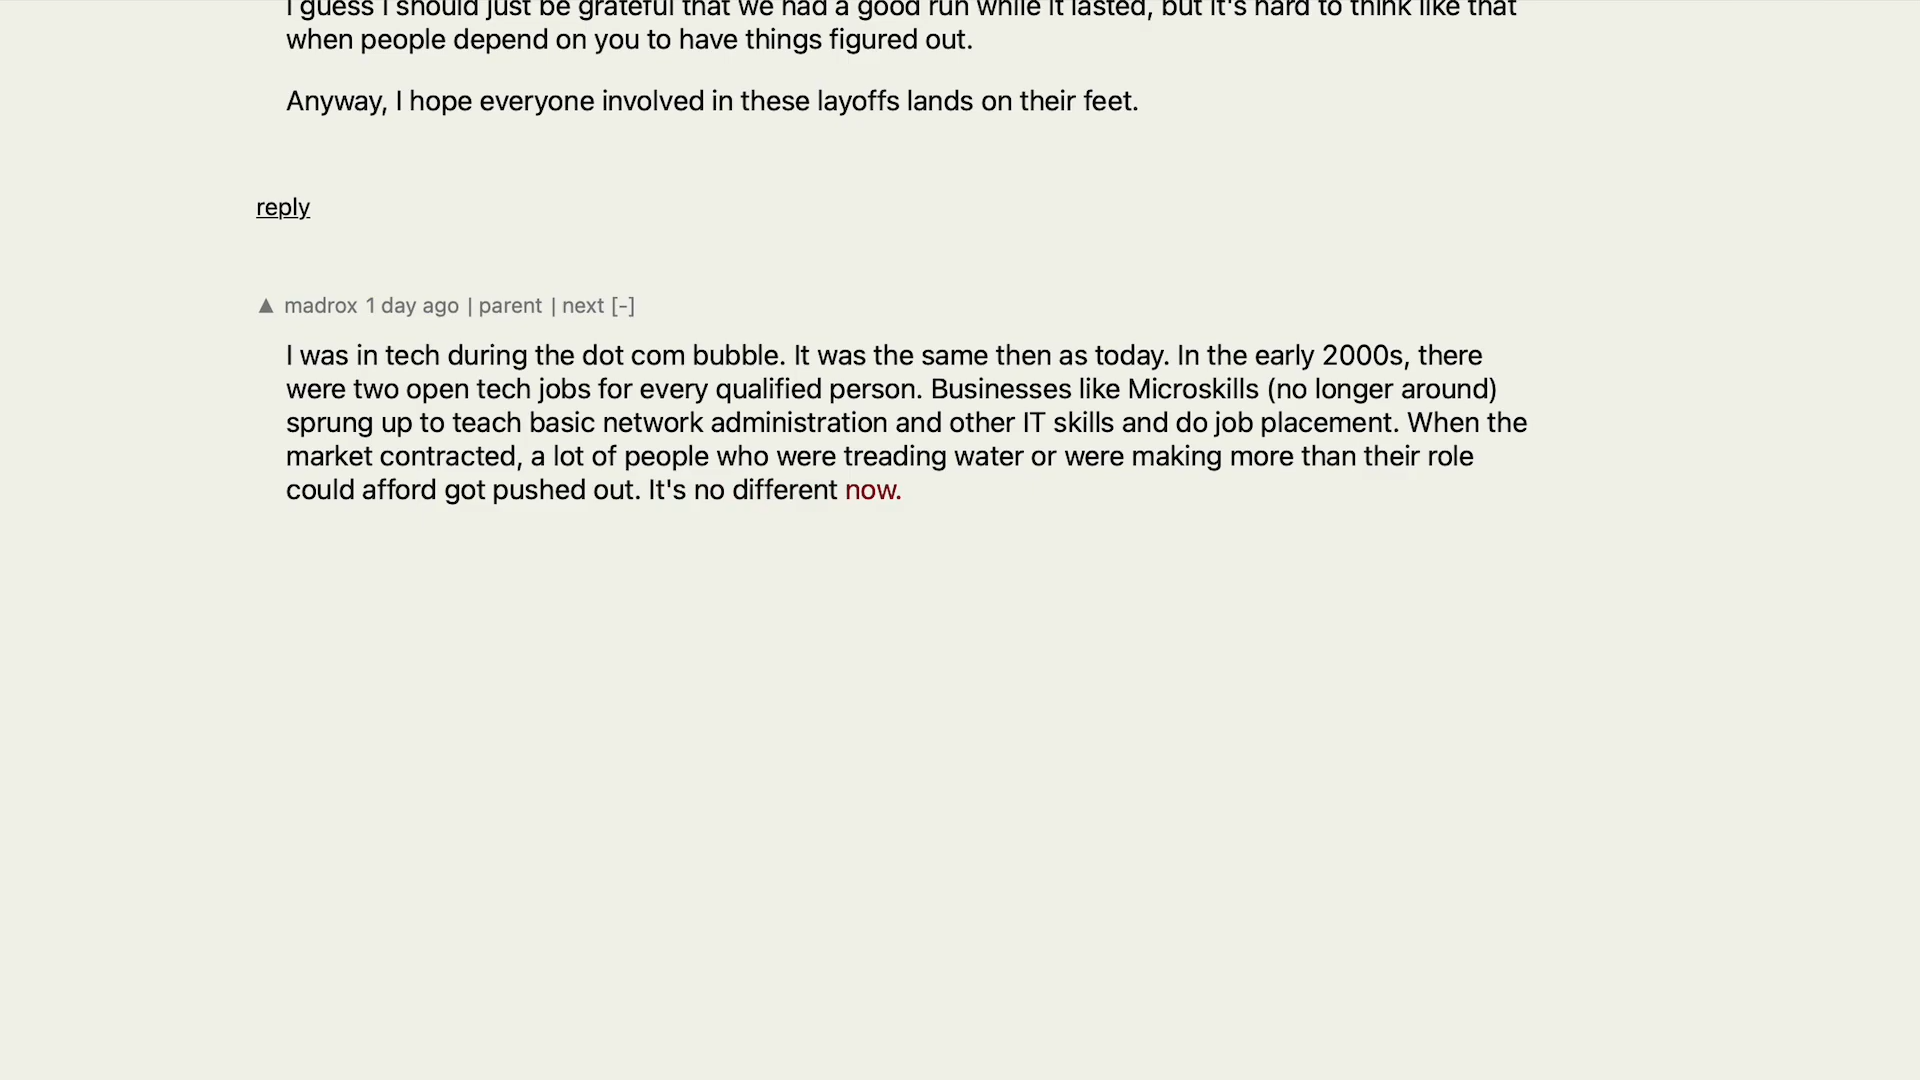 I guess I should just be grateful that we had a good run while it lasted, but it's hard to think like that
when people depend on you to have things figured out.
Anyway, I hope everyone involved in these layoffs lands on their feet.
reply
▲ madrox 1 day ago | parent | next [-]
I was in tech during the dot com bubble. It was the same then as today. In the early 2000s, there
were two open tech jobs for every qualified person. Businesses like Microskills (no longer around)
sprung up to teach basic network administration and other IT skills and do job placement. When the
market contracted, a lot of people who were treading water or were making more than their role
could afford got pushed out. It's no different now.